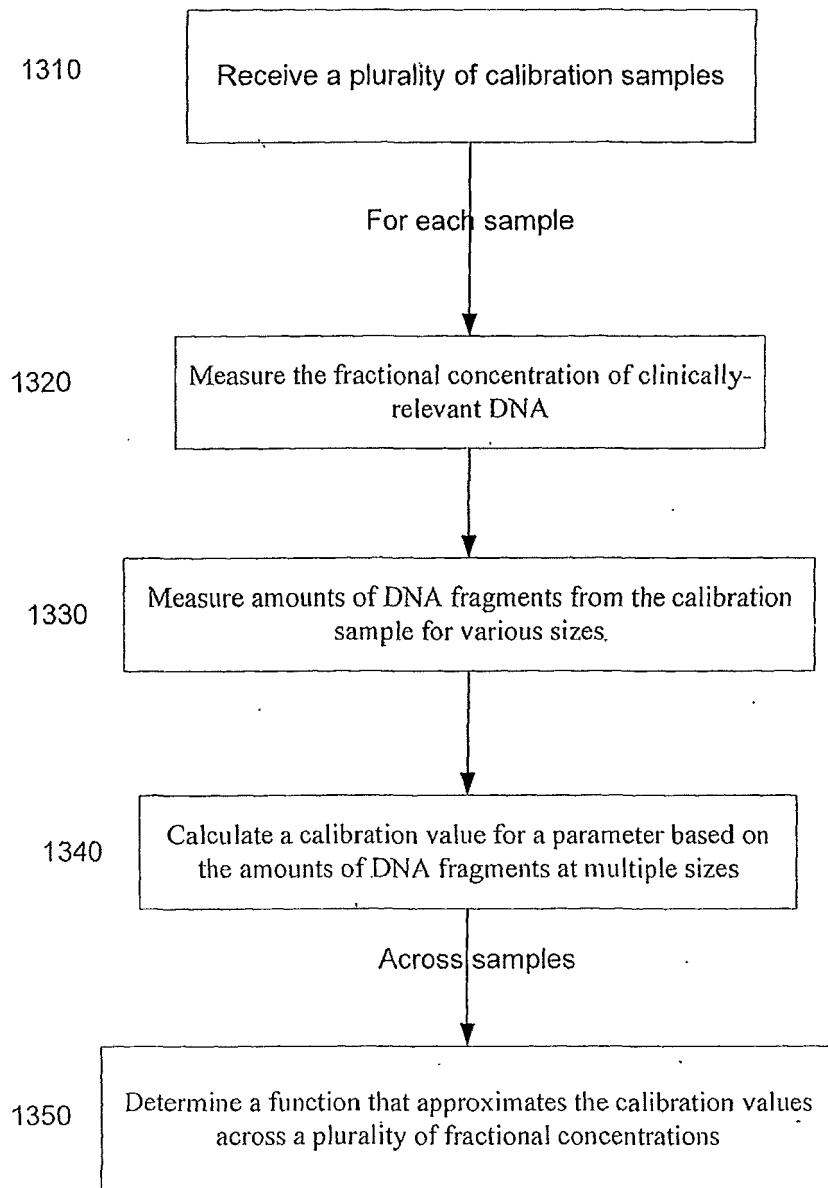 1310
Receive a plurality of calibration samples
For each sample
1320
Measure the fractional concentration of clinically-
relevant DNA
1330
Measure amounts of DNA fragments from the calibration
sample for various sizes.
1340
Calculate a calibration value for a parameter based on
the amounts of DNA fragments at multiple sizes
Across samples
1350
Determine a function that approximates the calibration values
across a plurality of fractional concentrations